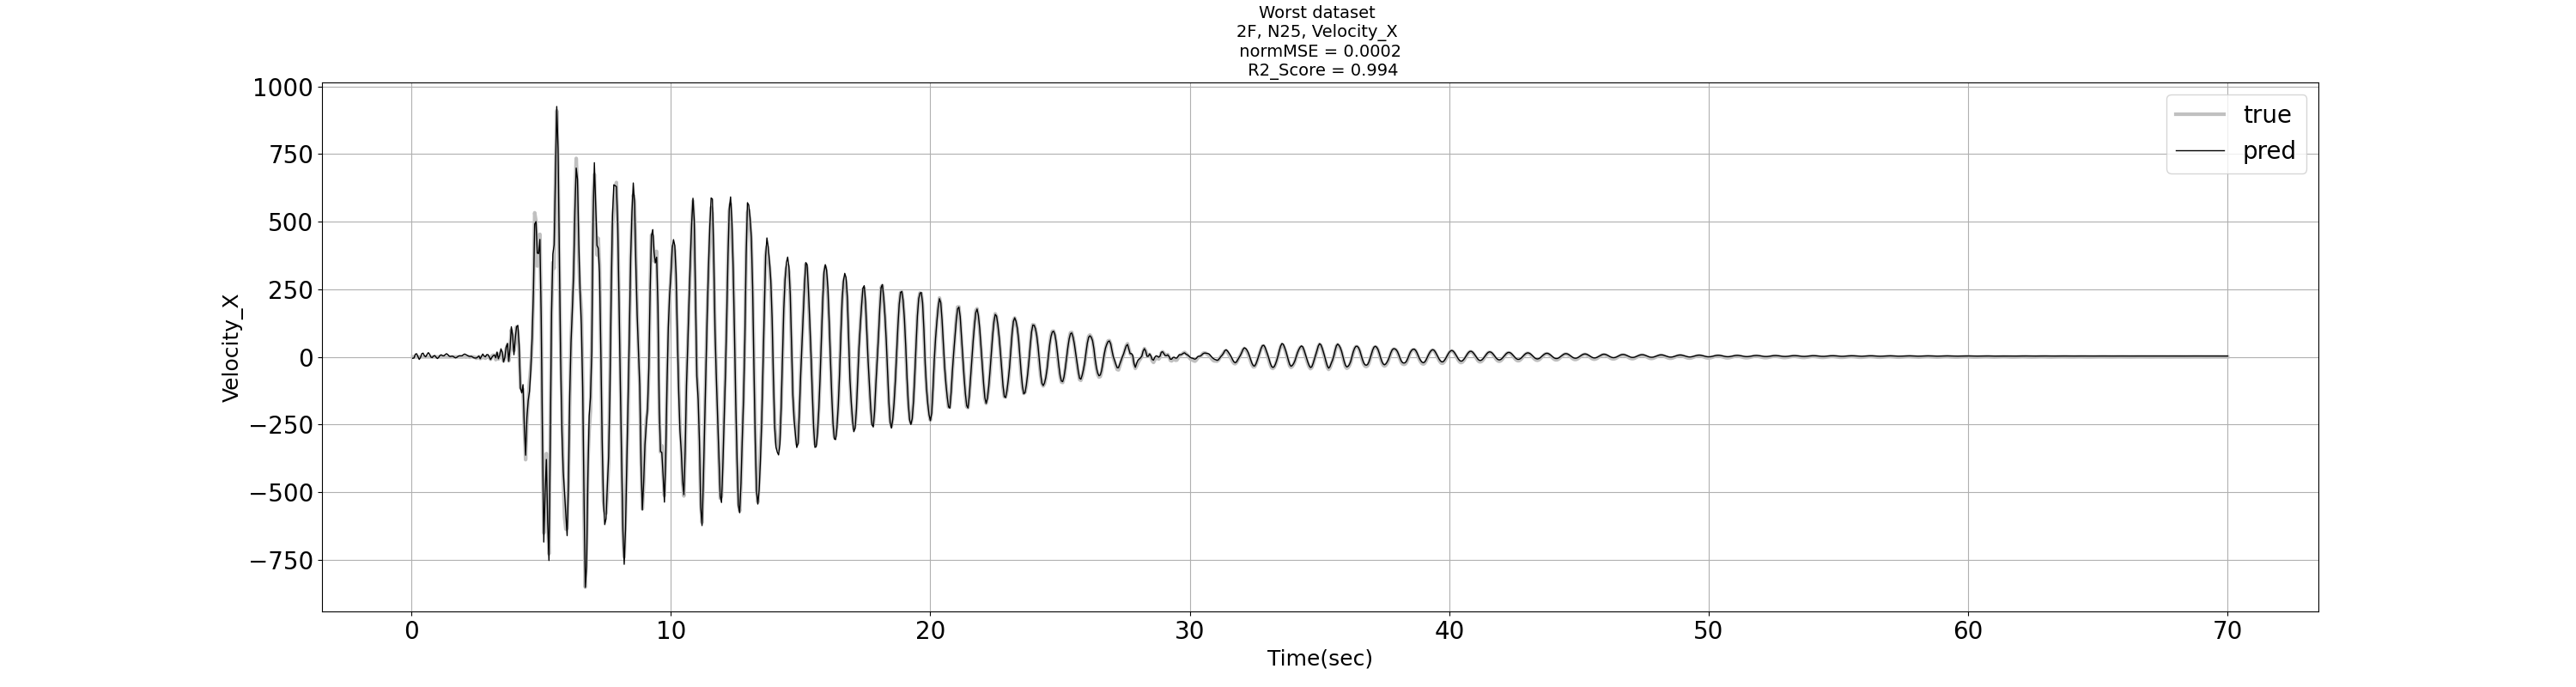 Worst dataset
2F, N25, Velocity_X
normMSE = 0.0002
R2_Score = 0.994
1000
750
500
250
0
−250
−500
−750
Velocity_X
true
pred
0 10 20 30 40 50 60 70
Time(sec)